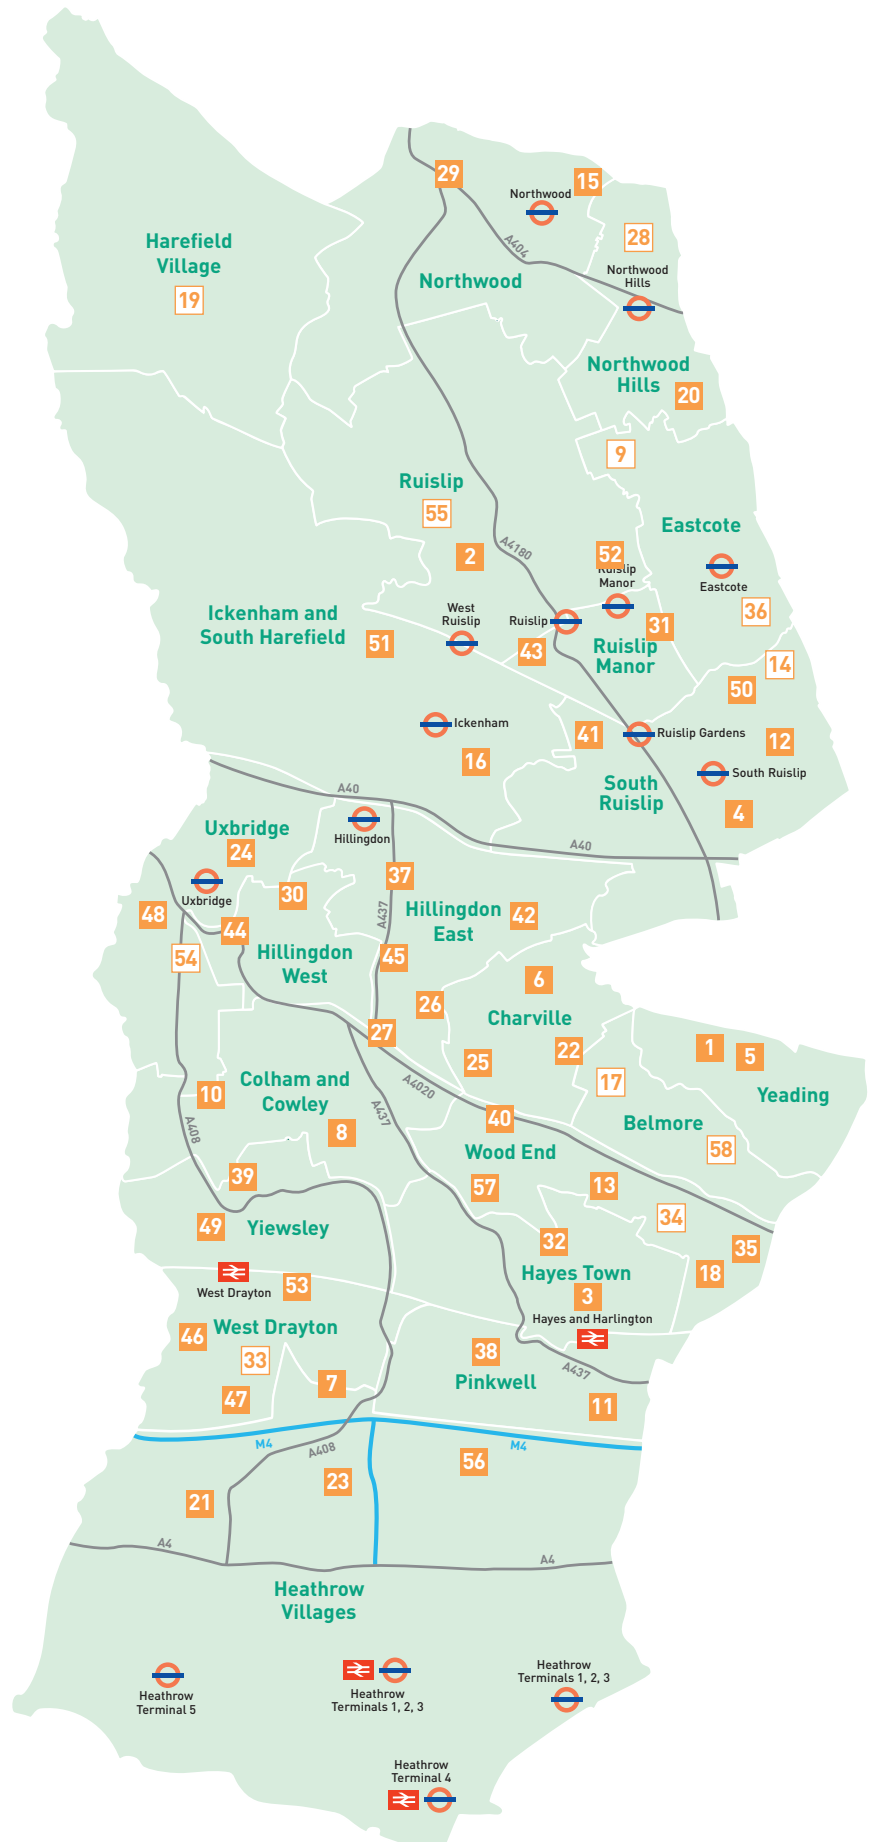 29
15
Northwood
28
A404
Harefield
Village
19
Northwood
Northwood
Hills
Northwood
Hills
20
9
Ruislip
55
Eastcote
A4180
2
52
Ruislip
Manor
Eastcote
36
Ickenham and
South Harefield
51
West
Ruislip
Ruislip
43
31
Ruislip
Manor
14
50
Ickenham
16
41
Ruislip Gardens
12
South Ruislip
South
Ruislip
4
A40
Hillingdon
A40
Uxbridge
24
Uxbridge
30
37
48
44
A437
Hillingdon
East
42
54
Hillingdon
West
45
6
26
Charville
27
25
22
17
1
5
Yeading
10
Colham and
Cowley
A4020
A437
8
A408
40
Belmore
58
Wood End
39
57
13
49
Yiewsley
32
34
35
18
West Drayton
53
Hayes Town
3
Hayes and Harlington
46
West Drayton
33
38
Pinkwell
A437
47
7
11
M4
A408
M4
56
23
21
A4
A4
Heathrow
Villages
Heathrow
Terminal 5
Heathrow
Terminals 1, 2, 3
Heathrow
Terminals 1, 2, 3
Heathrow
Terminal 4